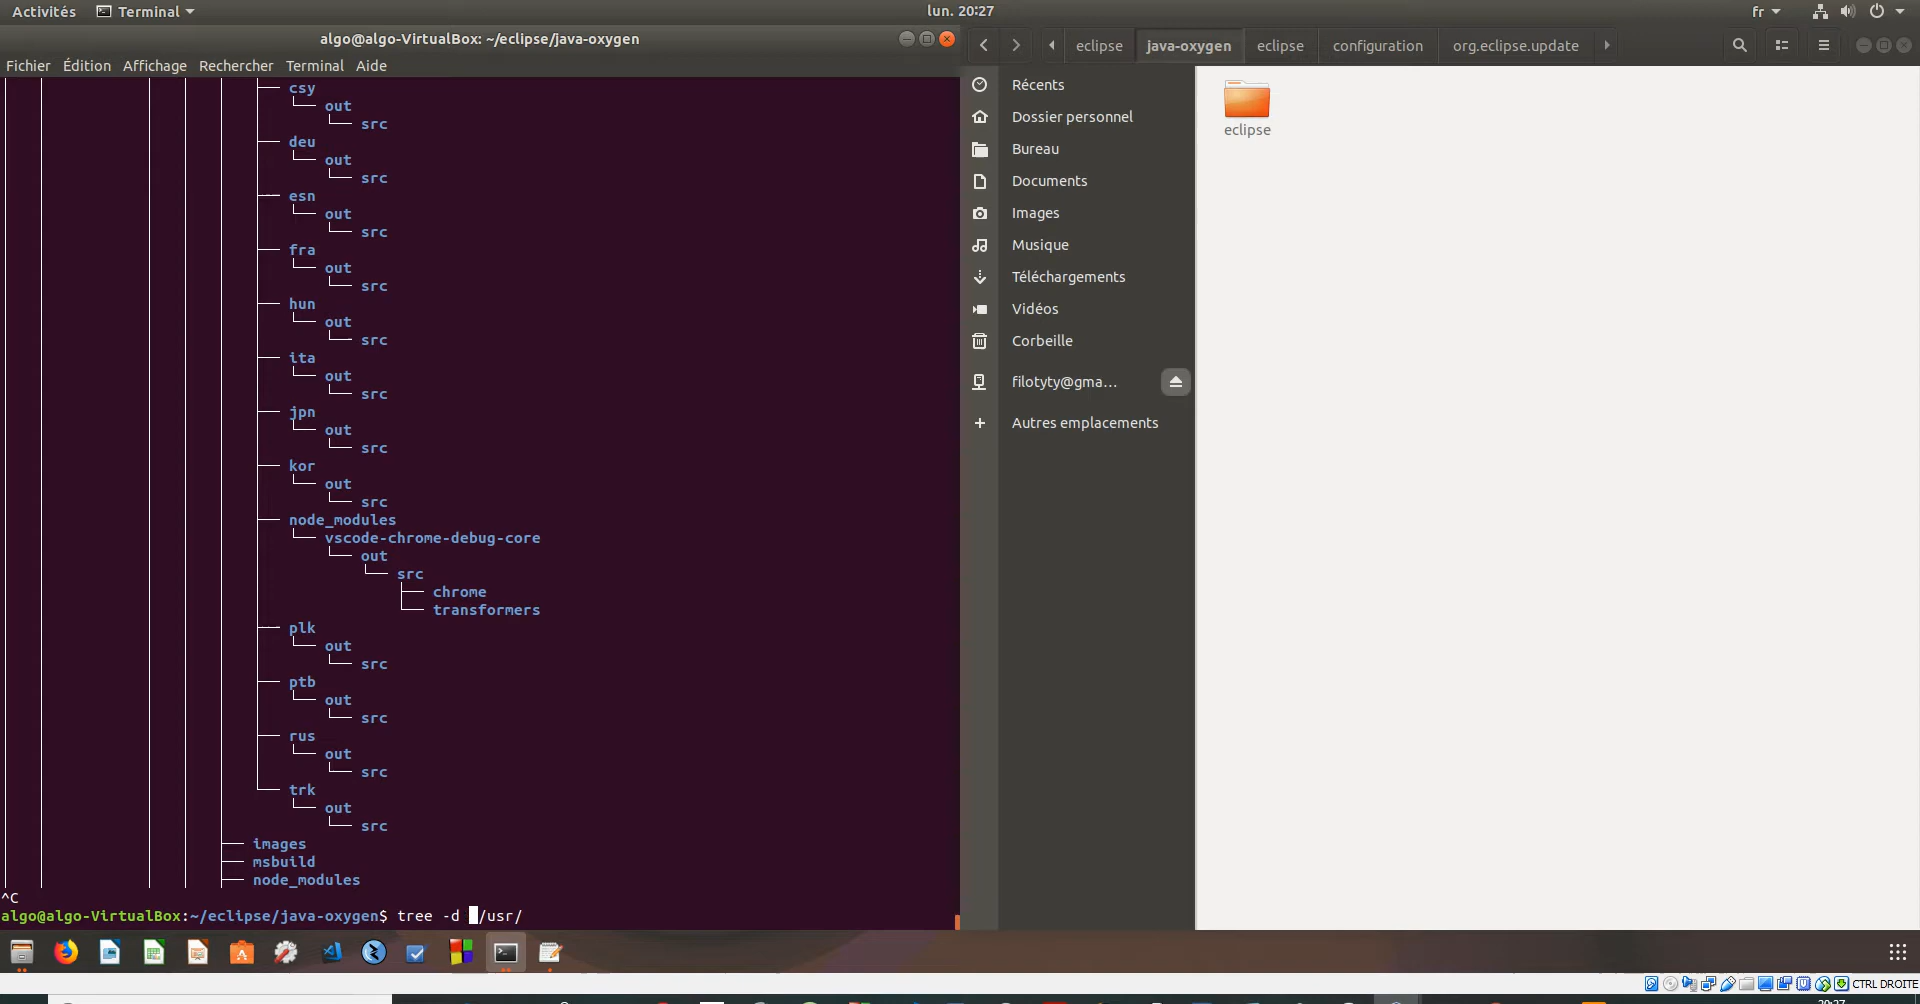 Activités Terminal lun. 20:27 fr
algo@algo-VirtualBox: ~/eclipse/java-oxygen
Fichier Édition Affichage Rechercher Terminal Aide
csy
└── out
└── src
├── deu
└── out
└── src
├── esn
└── out
└── src
├── fra
└── out
└── src
├── hun
└── out
└── src
├── ita
└── out
└── src
├── jpn
└── out
└── src
├── kor
└── out
└── src
├── node_modules
└── vscode-chrome-debug-core
└── out
└── src
├── chrome
└── transformers
├── plk
└── out
└── src
├── ptb
└── out
└── src
├── rus
└── out
└── src
└── trk
└── out
└── src
├── images
├── msbuild
├── node_modules
^C
algo@algo-VirtualBox:~/eclipse/java-oxygen$ tree -d /usr/
eclipse java-oxygen eclipse configuration org.eclipse.update
Récents
Dossier personnel
Bureau
Documents
Images
Musique
Téléchargements
Vidéos
Corbeille
filotyty@gma...
+ Autres emplacements
eclipse
CTRL DROITE